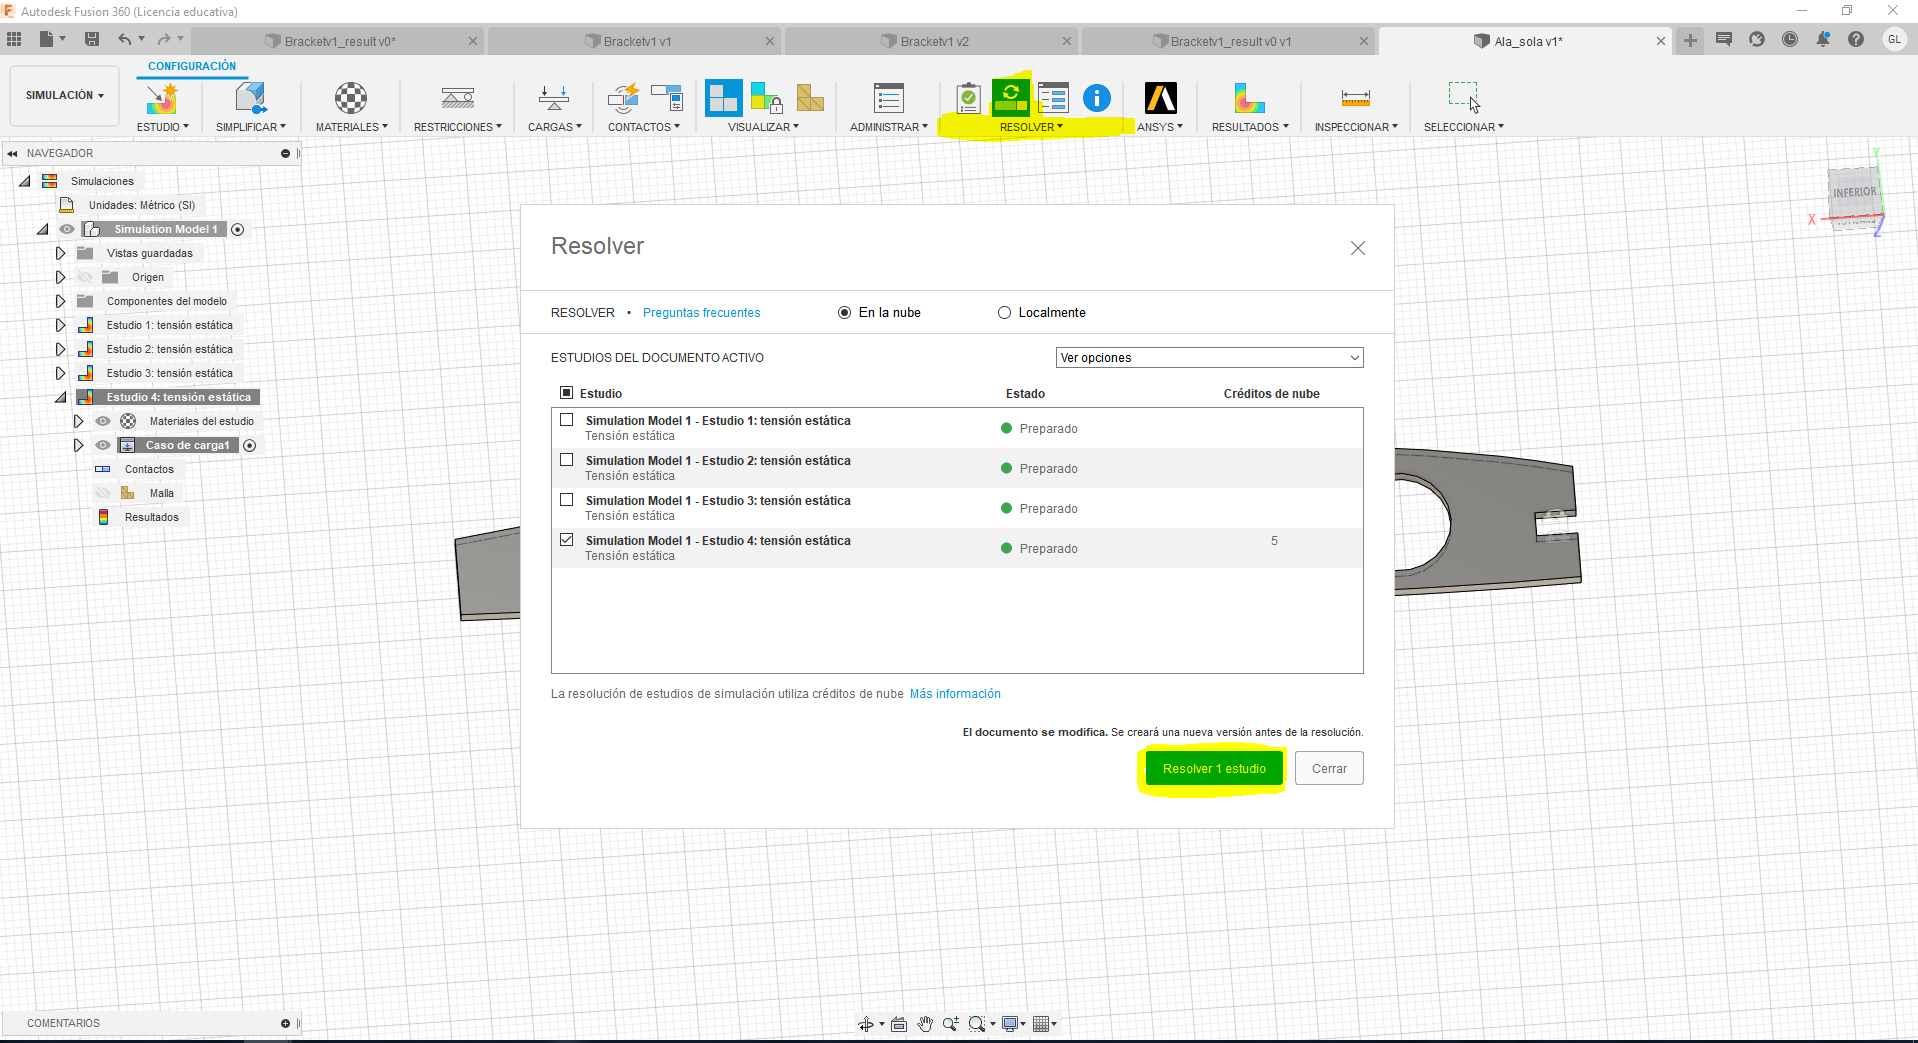 Autodesk Fusion 360 (Licencia educativa)
Bracketv1_result v0*
Bracketv1 v1
Bracketv1 v2
Bracketv1_result v0 v1
Ala_sola v1*
GL
CONFIGURACIÓN
SIMULACIÓN
ESTUDIO
SIMPLIFICAR
MATERIALES
RESTRICCIONES
CARGAS
CONTACTOS
VISUALIZAR
ADMINISTRAR
RESOLVER
ANSYS
RESULTADOS
INSPECCIONAR
SELECCIONAR
NAVEGADOR
Simulaciones
Unidades: Métrico (SI)
Simulation Model 1
Vistas guardadas
Origen
Componentes del modelo
Estudio 1: tensión estática
Estudio 2: tensión estática
Estudio 3: tensión estática
Estudio 4: tensión estática
Materiales del estudio
Caso de carga1
Contactos
Malla
Resultados
Y
INFERIOR
X
Z
Resolver
RESOLVER • Preguntas frecuentes
En la nube
Localmente
ESTUDIOS DEL DOCUMENTO ACTIVO
Ver opciones
Estudio Estado Créditos de nube
Simulation Model 1 - Estudio 1: tensión estática
Tensión estática
Preparado
Simulation Model 1 - Estudio 2: tensión estática
Tensión estática
Preparado
Simulation Model 1 - Estudio 3: tensión estática
Tensión estática
Preparado
Simulation Model 1 - Estudio 4: tensión estática
Tensión estática
Preparado
5
La resolución de estudios de simulación utiliza créditos de nube Más información
El documento se modifica. Se creará una nueva versión antes de la resolución.
Resolver 1 estudio
Cerrar
COMENTARIOS